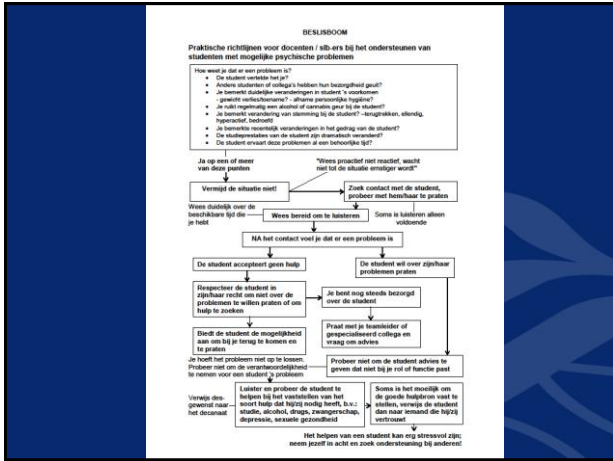 BESLISBOOM
Praktische richtlijnen voor docenten / slb-ers bij het ondersteunen van
studenten met mogelijke psychische problemen
Hoe weet je dat er een probleem is?
• De student vertelde het je?
• Andere studenten of collega's hebben hun bezorgdheid geuit?
• Je bemerkt duidelijke veranderingen in student 's voorkomen
- gewicht verlies/toename? - afname persoonlijke hygiëne?
• Je ruikt regelmatig een alcohol of cannabis geur bij de student?
• Je bemerkt verandering van stemming bij de student? –teruggetrokken, ellendig,
hyperactief, bedroefd
• Je bemerkte recentelijk veranderingen in het gedrag van de student?
• De studieprestaties van de student zijn dramatisch veranderd?
• De student ervaart deze problemen al een behoorlijke tijd?
Ja op een of meer
van deze punten
"Wees proactief niet reactief, wacht
niet tot de situatie ernstiger wordt"
Vermijd de situatie niet!
Zoek contact met de student,
probeer met hem/haar te praten
Wees duidelijk over de
beschikbare tijd die
je hebt
Wees bereid om te luisteren
Soms is luisteren alleen
voldoende
NA het contact voel je dat er een probleem is
De student accepteert geen hulp
De student wil over zijn/haar
problemen praten
Respecteer de student in
zijn/haar recht om niet over de
problemen te willen praten of om
hulp te zoeken
Je bent nog steeds bezorgd
over de student
Biedt de student de mogelijkheid
aan om bij je terug te komen en
te praten
Praat met je teamleider of
gespecialiseerd collega en
vraag om advies
Je hoeft het probleem niet op te lossen.
Probeer niet om de verantwoordelijkheid
te nemen voor een student 's probleem
Probeer niet om de student advies te
geven dat niet bij je rol of functie past
Verwijs des-
gewenst naar
het decanaat
Luister en probeer de student te
helpen bij het vaststellen van het
soort hulp dat hij/zij nodig heeft, b.v.:
studie, alcohol, drugs, zwangerschap,
depressie, sexuele gezondheid
Soms is het moeilijk om
de goede hulpbron vast te
stellen, verwijs de student
dan naar iemand die hij/zij
vertrouwt
Het helpen van een student kan erg stressvol zijn;
neem jezelf in acht en zoek ondersteuning bij anderen!